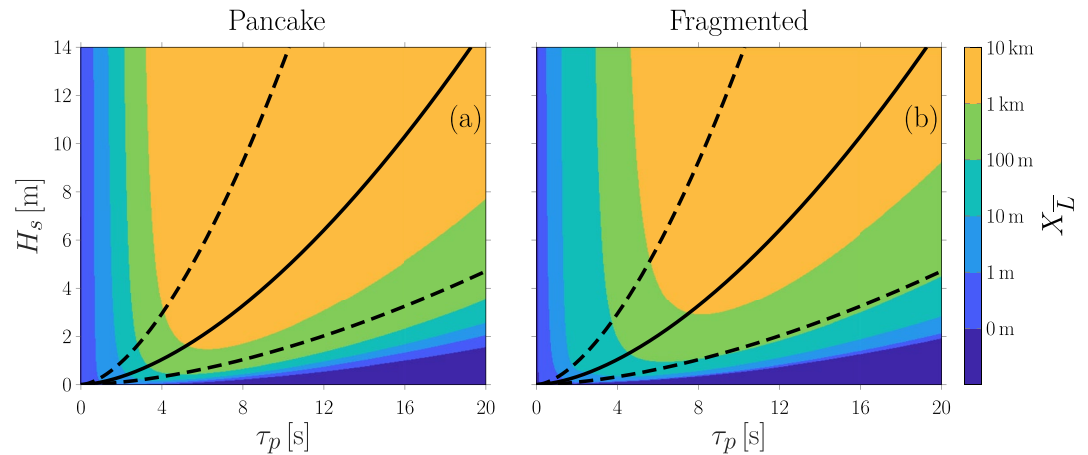 Pancake
Fragmented
14
12
10
8
6
4
2
0
H_s [m]
(a)
(b)
0 4 8 12 16 20
0 4 8 12 16 20
τ_p [s]
τ_p [s]
10 km
1 km
100 m
10 m
1 m
0 m
X_L̅